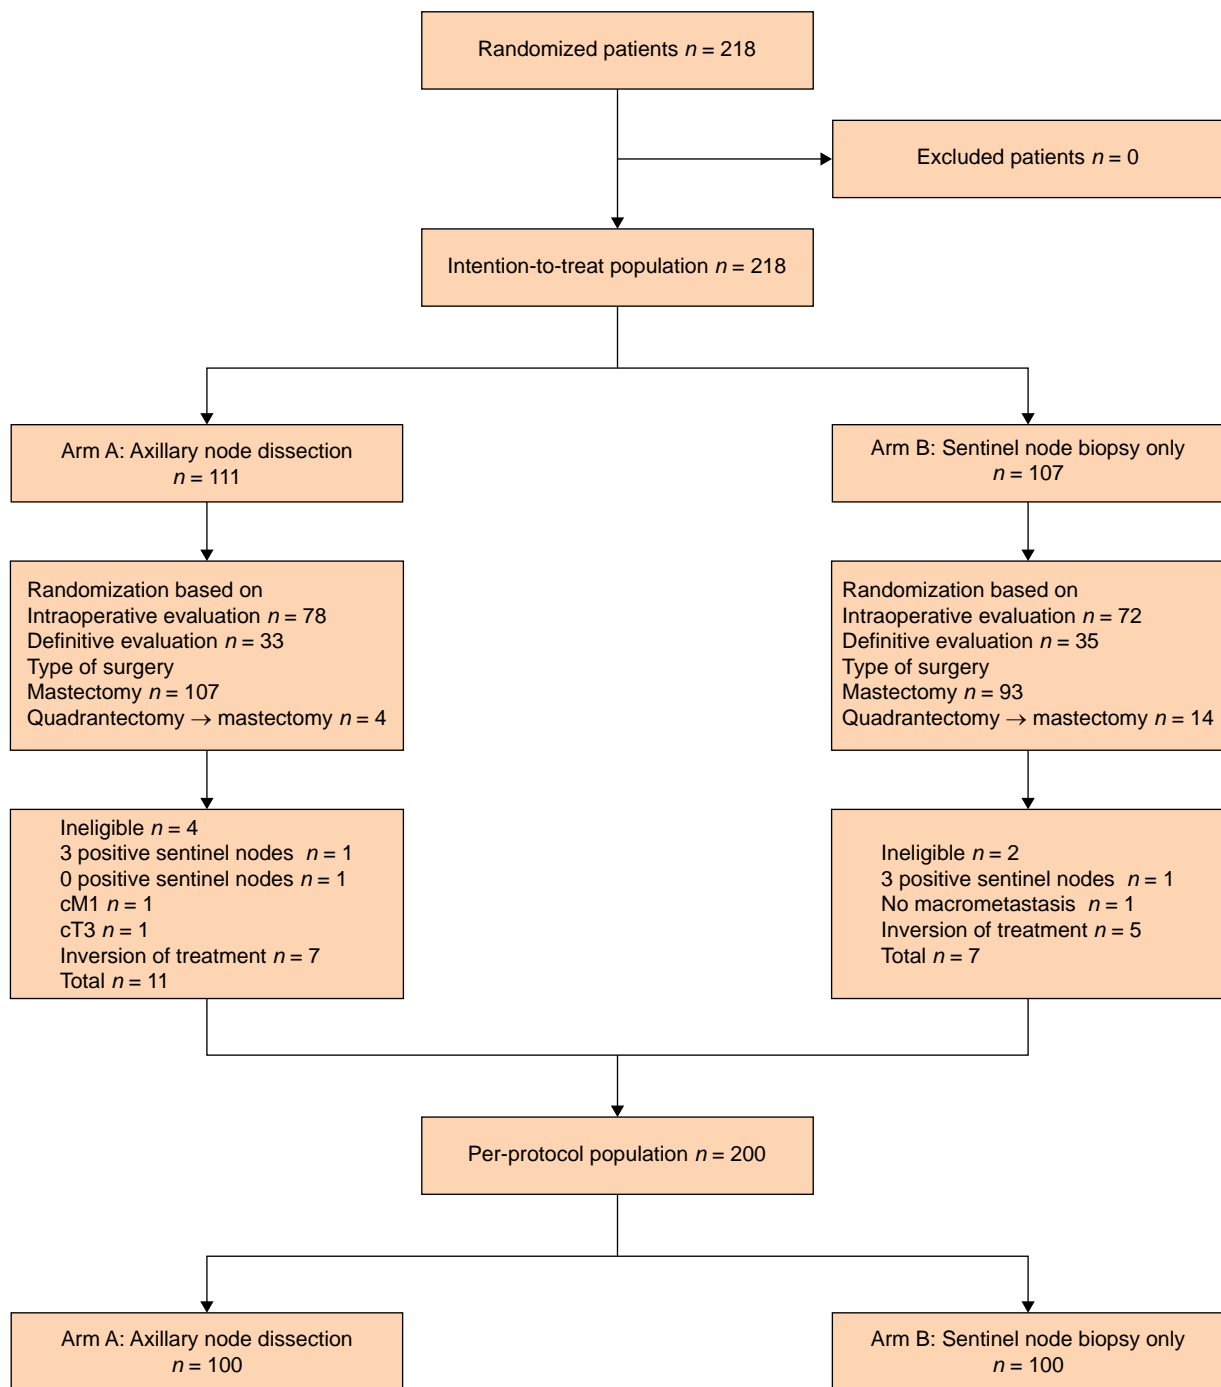 Randomized patients n = 218
Excluded patients n = 0
Intention-to-treat population n = 218
Arm A: Axillary node dissection
n = 111
Arm B: Sentinel node biopsy only
n = 107
Randomization based on
Intraoperative evaluation n = 78
Definitive evaluation n = 33
Type of surgery
Mastectomy n = 107
Quadrantectomy → mastectomy n = 4
Randomization based on
Intraoperative evaluation n = 72
Definitive evaluation n = 35
Type of surgery
Mastectomy n = 93
Quadrantectomy → mastectomy n = 14
Ineligible n = 4
3 positive sentinel nodes n = 1
0 positive sentinel nodes n = 1
cM1 n = 1
cT3 n = 1
Inversion of treatment n = 7
Total n = 11
Ineligible n = 2
3 positive sentinel nodes n = 1
No macrometastasis n = 1
Inversion of treatment n = 5
Total n = 7
Per-protocol population n = 200
Arm A: Axillary node dissection
n = 100
Arm B: Sentinel node biopsy only
n = 100